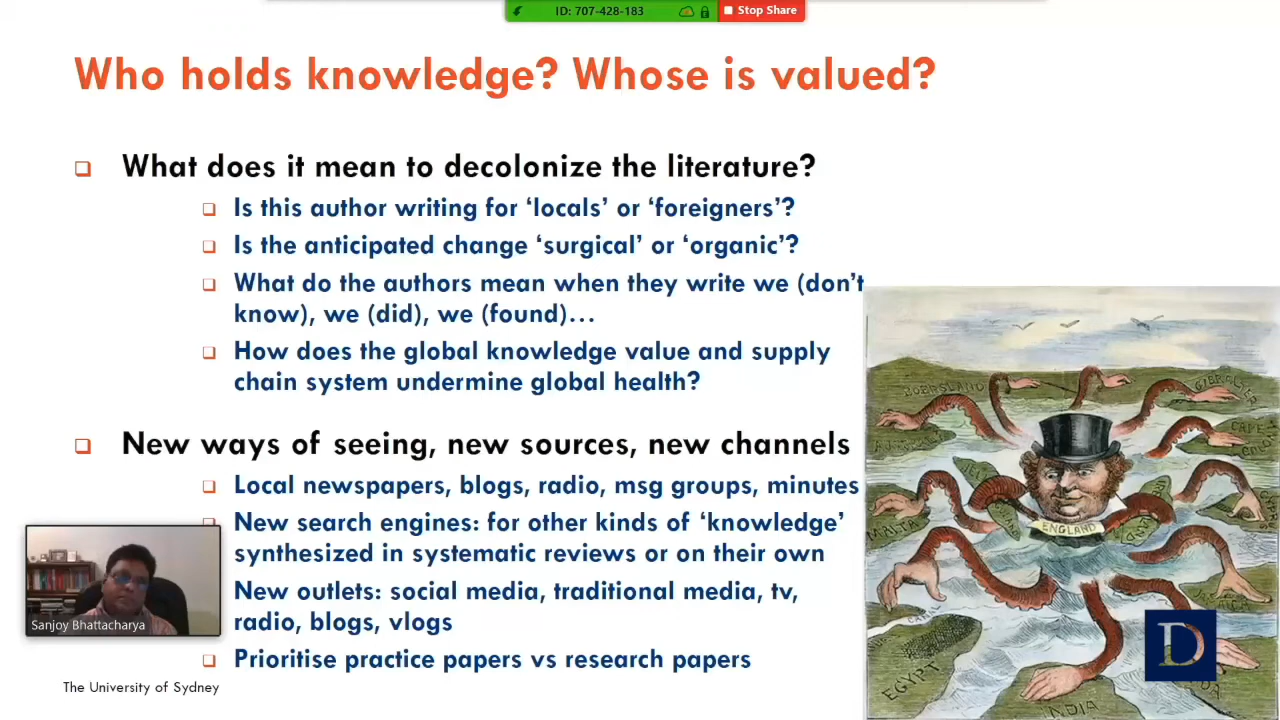 ID: 707-428-183
Stop Share
Who holds knowledge? Whose is valued?
What does it mean to decolonize the literature?
Is this author writing for ‘locals’ or ‘foreigners’?
Is the anticipated change ‘surgical’ or ‘organic’?
What do the authors mean when they write we (don’t
know), we (did), we (found)…
How does the global knowledge value and supply
chain system undermine global health?
New ways of seeing, new sources, new channels
Local newspapers, blogs, radio, msg groups, minutes
New search engines: for other kinds of ‘knowledge’
synthesized in systematic reviews or on their own
New outlets: social media, traditional media, tv,
radio, blogs, vlogs
Prioritise practice papers vs research papers
Sanjoy Bhattacharya
The University of Sydney
BOERSLAND
GIBRALTER
MALTA
ENGLAND
EGYPT
INDIA
D